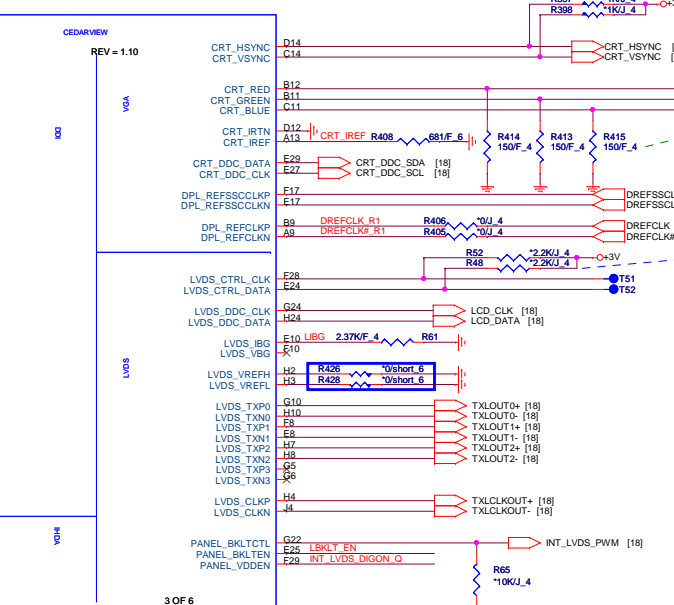 R398 *1K/J_4
CEDARVIEW
REV = 1.10
VGA
DDI
LVDS
IHDA
CRT_HSYNC D14 CRT_HSYNC
CRT_VSYNC C14 CRT_VSYNC
CRT_RED B12
CRT_GREEN B11
CRT_BLUE C11
CRT_IRTN D12
CRT_IREF A13 CRT_IREF R408 681/F_6
R414 150/F_4
R413 150/F_4
R415 150/F_4
CRT_DDC_DATA E29 CRT_DDC_SDA [18]
CRT_DDC_CLK E27 CRT_DDC_SCL [18]
DPL_REFSSCCLKP F17 DREFSSCL
DPL_REFSSCCLKN E17 DREFSSCL
DPL_REFCLKP B9 DREFCLK_R1 R406 *0/J_4 DREFCLK
DPL_REFCLKN A9 DREFCLK#_R1 R405 *0/J_4 DREFCLK#
R52 *2.2K/J_4 +3V
R48 *2.2K/J_4
LVDS_CTRL_CLK F28 T51
LVDS_CTRL_DATA E24 T52
LVDS_DDC_CLK G24 LCD_CLK [18]
LVDS_DDC_DATA H24 LCD_DATA [18]
LVDS_IBG E10 LIBG 2.37K/F_4 R61
LVDS_VBG F10
LVDS_VREFH H2 R426 *0/short_6
LVDS_VREFL H3 R428 *0/short_6
LVDS_TXP0 G10 TXLOUT0+ [18]
LVDS_TXN0 H10 TXLOUT0- [18]
LVDS_TXP1 F8 TXLOUT1+ [18]
LVDS_TXN1 E8 TXLOUT1- [18]
LVDS_TXP2 H7 TXLOUT2+ [18]
LVDS_TXN2 H8 TXLOUT2- [18]
LVDS_TXP3 G5
LVDS_TXN3 G6
LVDS_CLKP H4 TXLCLKOUT+ [18]
LVDS_CLKN J4 TXLCLKOUT- [18]
PANEL_BKLTCTL G22 INT_LVDS_PWM [18]
PANEL_BKLTEN E25 LBKLT_EN
PANEL_VDDEN F29 INT_LVDS_DIGON_Q
R65
*10K/J_4
3 OF 6